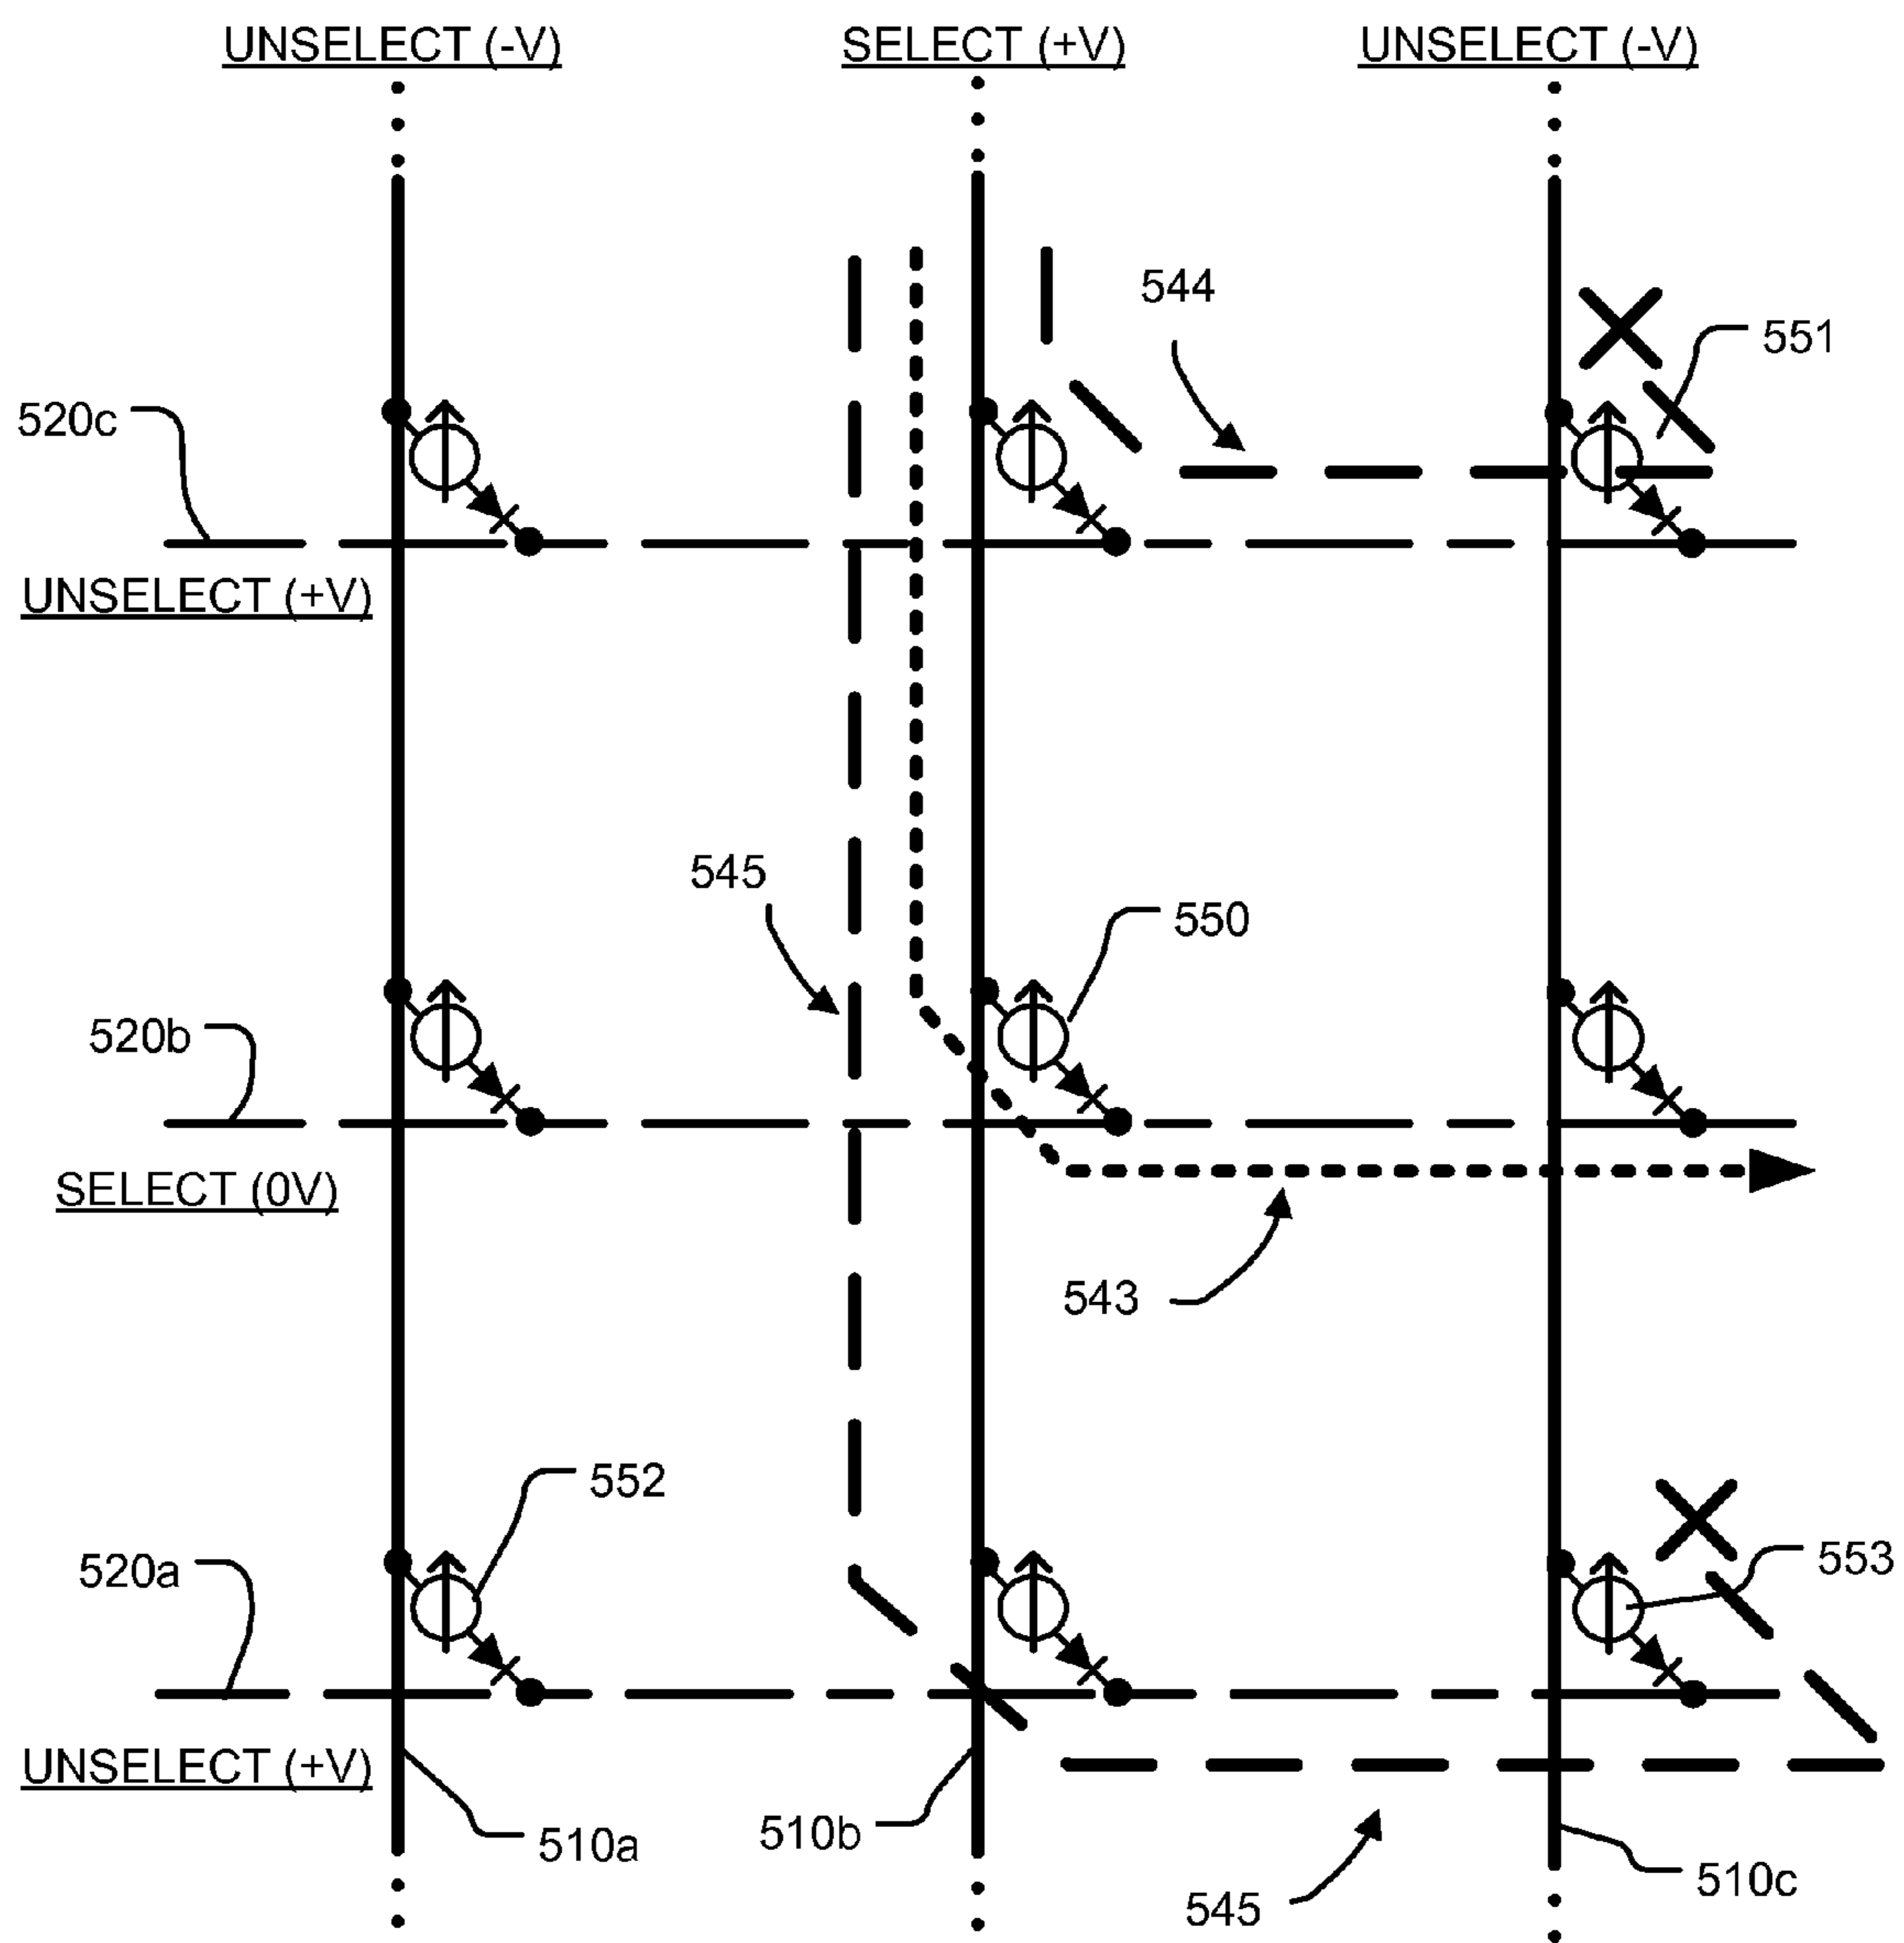 UNSELECT (-V) SELECT (+V) UNSELECT (-V)
544
551
520c
UNSELECT (+V)
545
550
520b
SELECT (0V)
543
552
553
520a
UNSELECT (+V)
510a
510b
510c
545